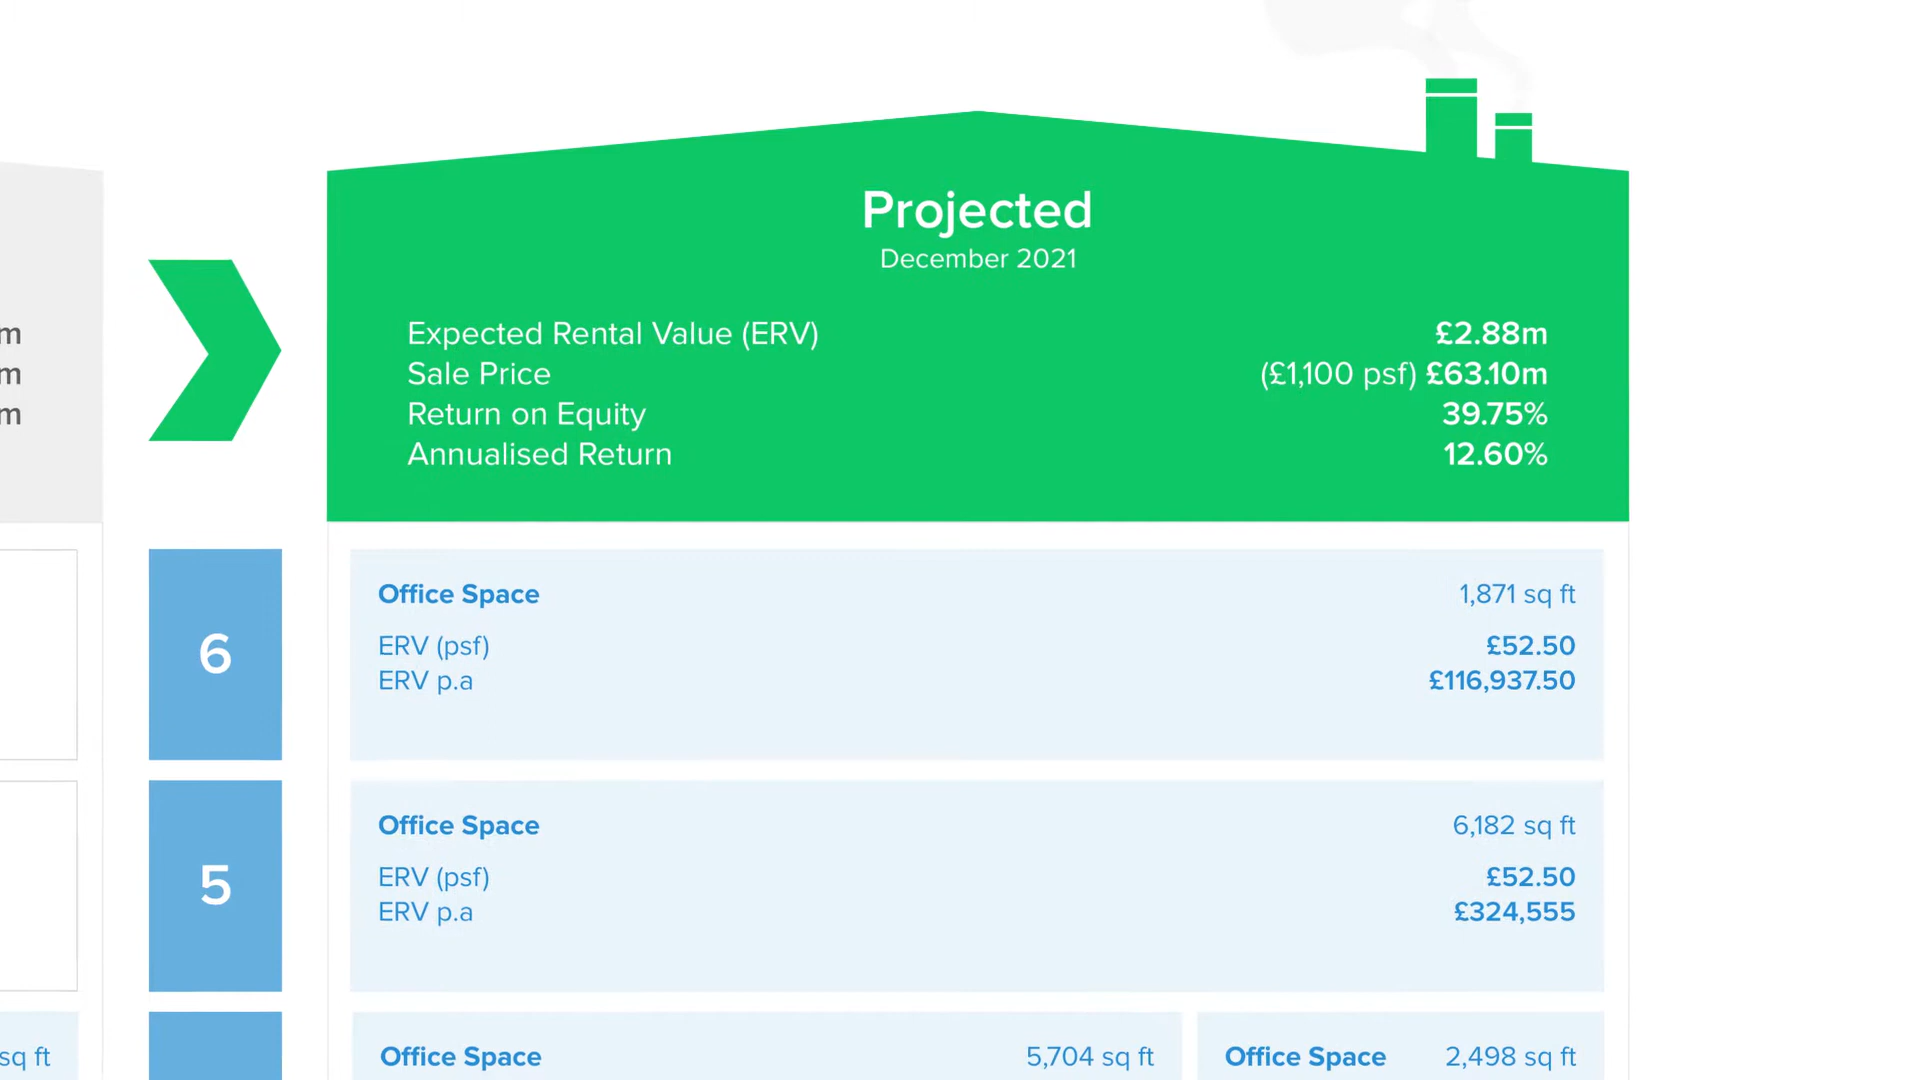 Projected
December 2021
m
m
m
Expected Rental Value (ERV) £2.88m
Sale Price (£1,100 psf) £63.10m
Return on Equity 39.75%
Annualised Return 12.60%
6
Office Space 1,871 sq ft
ERV (psf) £52.50
ERV p.a £116,937.50
5
Office Space 6,182 sq ft
ERV (psf) £52.50
ERV p.a £324,555
sq ft
Office Space 5,704 sq ft
Office Space 2,498 sq ft